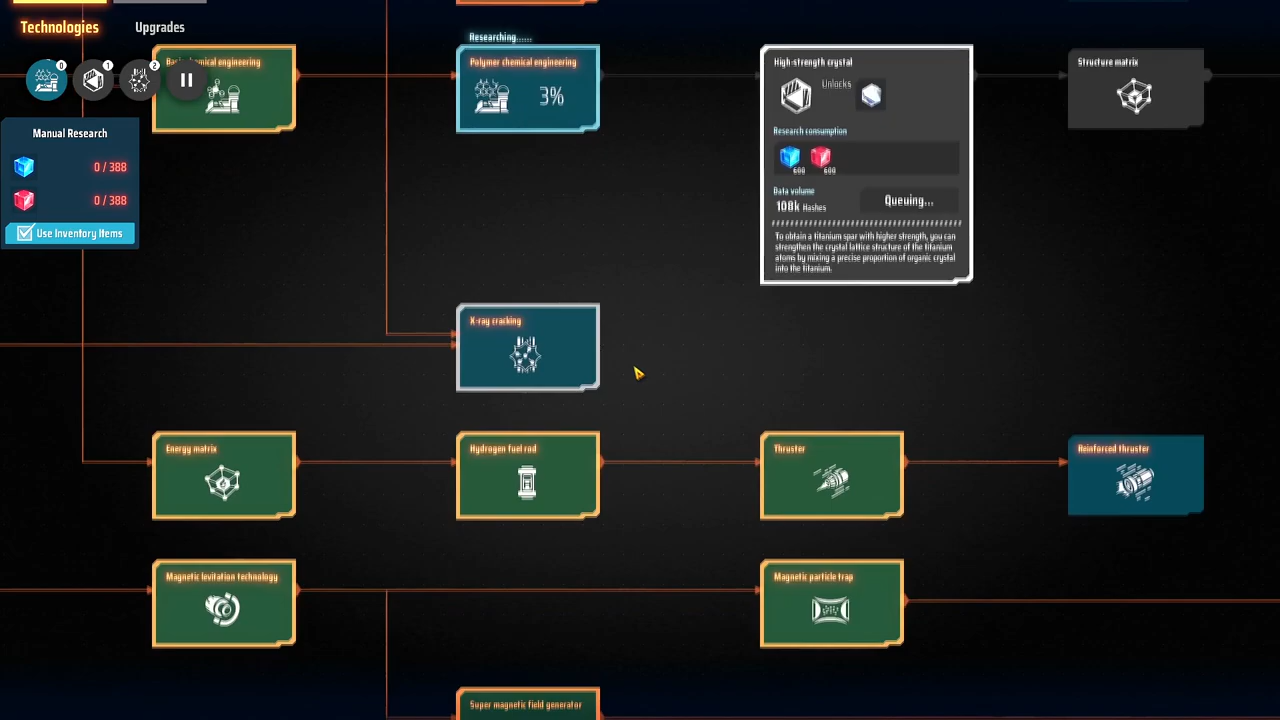 Technologies
Upgrades
0
1
2
Manual Research
0 / 388
0 / 388
Use Inventory Items
Researching......
Polymer chemical engineering
3%
High-strength crystal
Unlocks
Research consumption
600
600
Data volume
108k Hashes
Queuing...
To obtain a titanium spar with higher strength, you can
strengthen the crystal lattice structure of the titanium
atoms by mixing a precise proportion of organic crystal
into the titanium.
Structure matrix
X-ray cracking
Energy matrix
Hydrogen fuel rod
Thruster
Reinforced thruster
Magnetic levitation technology
Magnetic particle trap
Super magnetic field generator